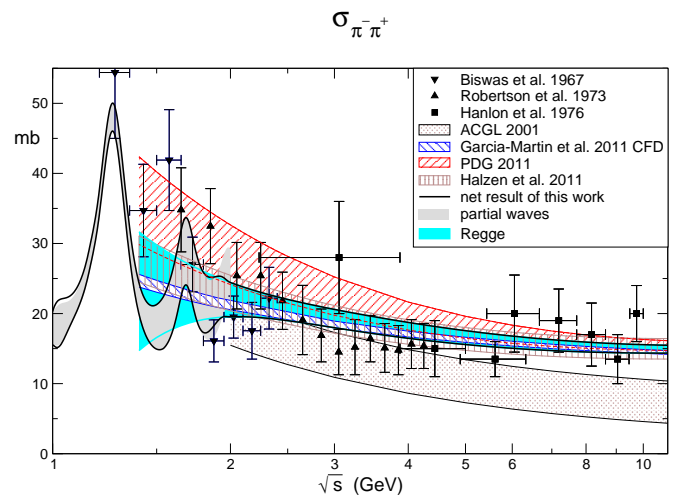 σπ⁻π⁺
mb
50
40
30
20
10
0
Biswas et al. 1967
Robertson et al. 1973
Hanlon et al. 1976
ACGL 2001
Garcia-Martin et al. 2011 CFD
PDG 2011
Halzen et al. 2011
net result of this work
partial waves
Regge
1 2 3 4 5 6 7 8 9 10
√s (GeV)